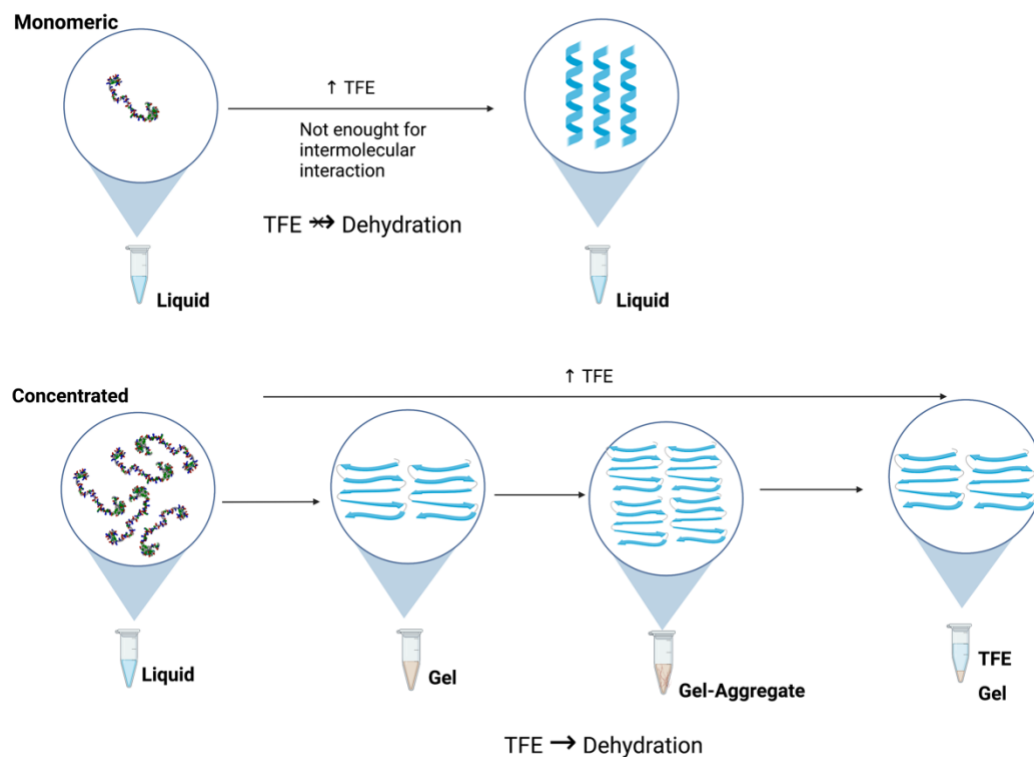 Monomeric
↑ TFE
Not enought for
intermolecular
interaction
TFE ↛ Dehydration
Liquid
Liquid
↑ TFE
Concentrated
Liquid
Gel
Gel-Aggregate
TFE
Gel
TFE → Dehydration